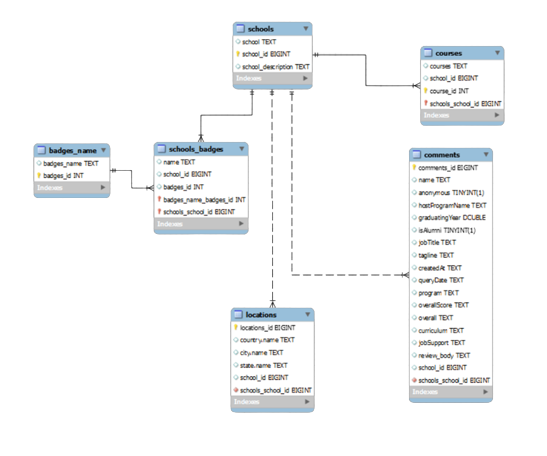 schools
school TEXT
school_id BIGINT
school_description TEXT
Indexes
courses
courses TEXT
school_id BIGINT
course_id INT
schools_school_id BIGINT
Indexes
badges_name
badges_name TEXT
badges_id INT
Indexes
schools_badges
name TEXT
school_id BIGINT
badges_id INT
badges_name_badges_id INT
schools_school_id BIGINT
Indexes
comments
comments_id BIGINT
name TEXT
anonymous TINYINT(1)
hostProgramName TEXT
graduatingYear DOUBLE
isAlumni TINYINT(1)
jobTitle TEXT
tagline TEXT
createdAt TEXT
queryDate TEXT
program TEXT
overallScore TEXT
overall TEXT
curriculum TEXT
jobSupport TEXT
review_body TEXT
school_id BIGINT
schools_school_id BIGINT
Indexes
locations
locations_id BIGINT
country.name TEXT
city.name TEXT
state.name TEXT
school_id BIGINT
schools_school_id BIGINT
Indexes